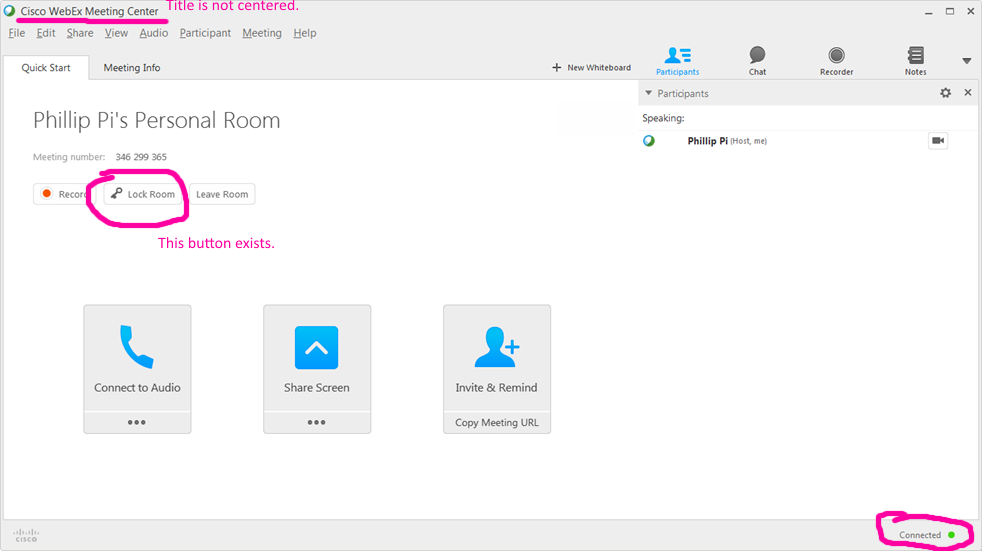 Cisco WebEx Meeting Center
Title is not centered.
File Edit Share View Audio Participant Meeting Help
Quick Start Meeting Info + New Whiteboard Participants Chat Recorder Notes
Participants
Speaking:
Phillip Pi (Host, me)
Phillip Pi's Personal Room
Meeting number: 346 299 365
Record Lock Room Leave Room
This button exists.
Connect to Audio Share Screen Invite & Remind
Copy Meeting URL
cisco
Connected